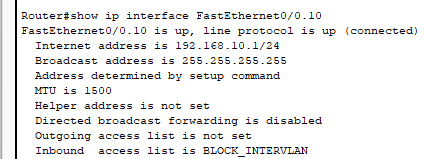 Router#show ip interface FastEthernet0/0.10
FastEthernet0/0.10 is up, line protocol is up (connected)
  Internet address is 192.168.10.1/24
  Broadcast address is 255.255.255.255
  Address determined by setup command
  MTU is 1500
  Helper address is not set
  Directed broadcast forwarding is disabled
  Outgoing access list is not set
  Inbound  access list is BLOCK_INTERVLAN